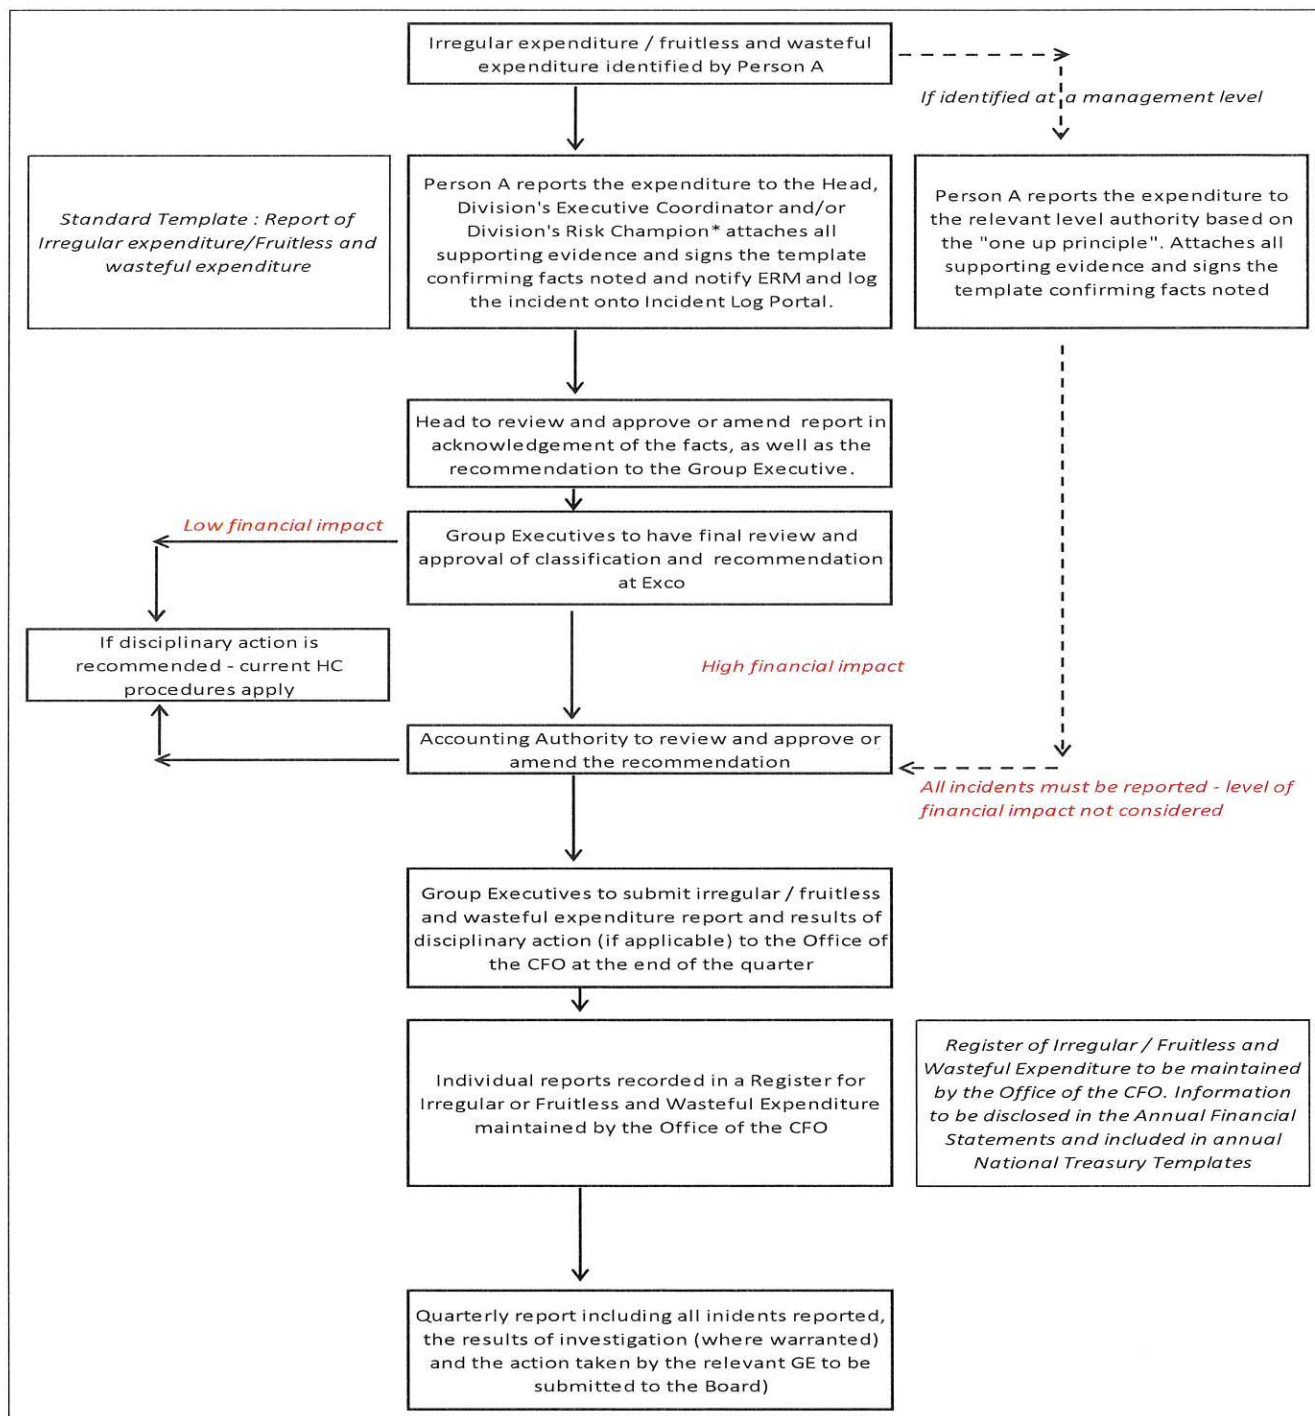 Irregular expenditure / fruitless and wasteful
expenditure identified by Person A
If identified at a management level
Standard Template : Report of
Irregular expenditure/Fruitless and
wasteful expenditure
Person A reports the expenditure to the Head,
Division's Executive Coordinator and/or
Division's Risk Champion* attaches all
supporting evidence and signs the template
confirming facts noted and notify ERM and log
the incident onto Incident Log Portal.
Person A reports the expenditure to
the relevant level authority based on
the "one up principle". Attaches all
supporting evidence and signs the
template confirming facts noted
Head to review and approve or amend report in
acknowledgement of the facts, as well as the
recommendation to the Group Executive.
Low financial impact
Group Executives to have final review and
approval of classification and recommendation
at Exco
If disciplinary action is
recommended - current HC
procedures apply
High financial impact
Accounting Authority to review and approve or
amend the recommendation
All incidents must be reported - level of
financial impact not considered
Group Executives to submit irregular / fruitless
and wasteful expenditure report and results of
disciplinary action (if applicable) to the Office of
the CFO at the end of the quarter
Individual reports recorded in a Register for
Irregular or Fruitless and Wasteful Expenditure
maintained by the Office of the CFO
Register of Irregular / Fruitless and
Wasteful Expenditure to be maintained
by the Office of the CFO. Information
to be disclosed in the Annual Financial
Statements and included in annual
National Treasury Templates
Quarterly report including all inidents reported,
the results of investigation (where warranted)
and the action taken by the relevant GE to be
submitted to the Board)